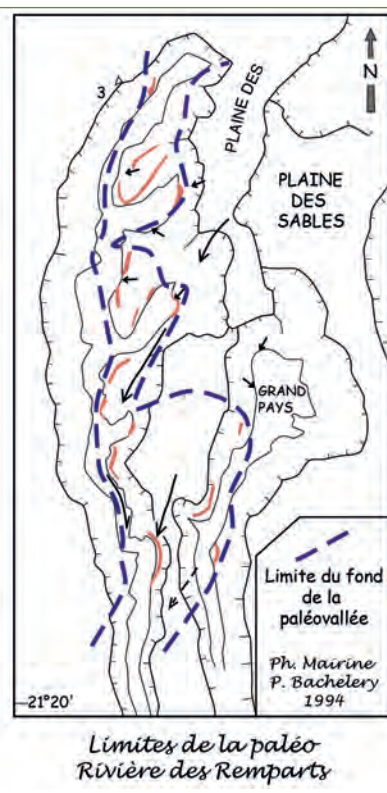 N
3
PLAINE DES
PLAINE
DES
SABLES
GRAND
PAYS
Limite du fond
de la
paléovallée
Ph. Mairine
P. Bachelery
1994
21°20'
Limites de la paléo
Rivière des Remparts